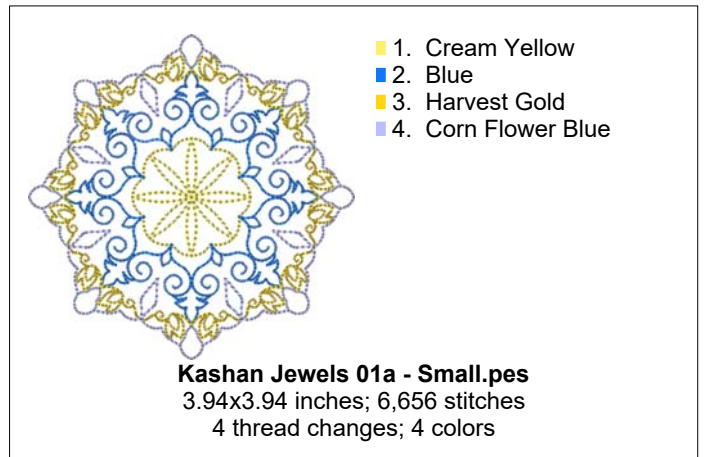 1. Cream Yellow
2. Blue
3. Harvest Gold
4. Corn Flower Blue
Kashan Jewels 01a - Small.pes
3.94x3.94 inches; 6,656 stitches
4 thread changes; 4 colors